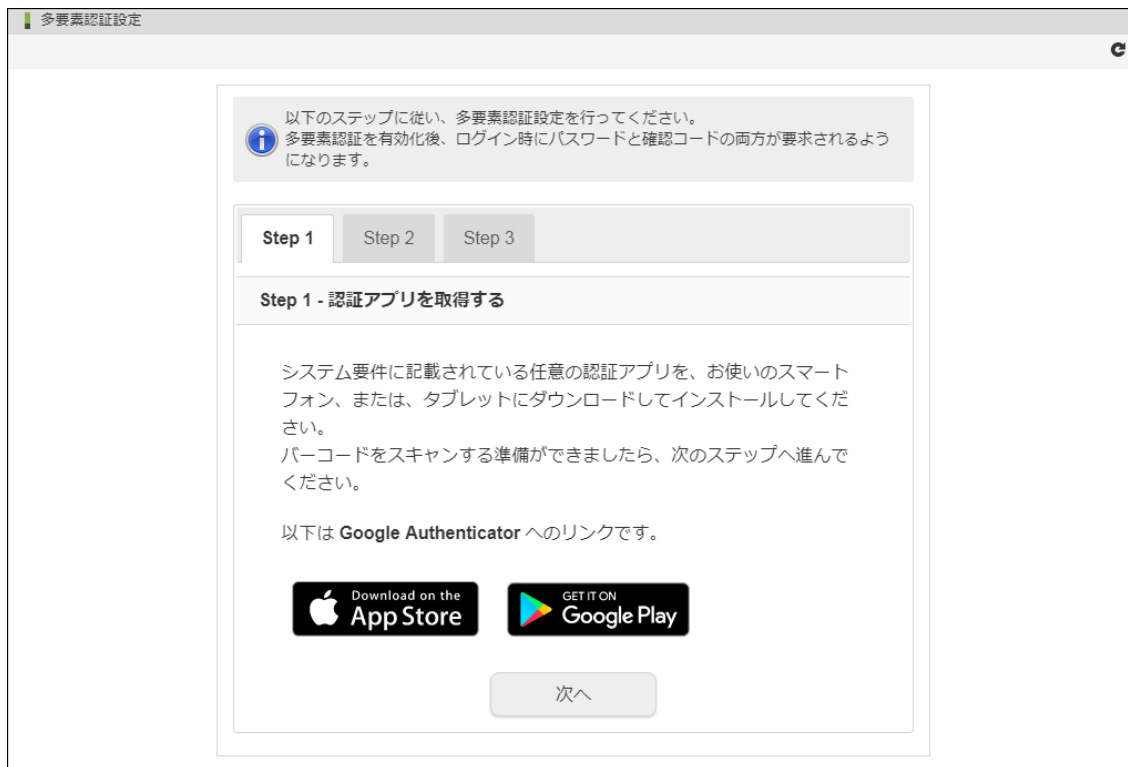 多要素認証設定
以下のステップに従い、多要素認証設定を行ってください。
多要素認証を有効化後、ログイン時にパスワードと確認コードの両方が要求されるよう
になります。
Step 1 Step 2 Step 3
Step 1 - 認証アプリを取得する
システム要件に記載されている任意の認証アプリを、お使いのスマート
フォン、または、タブレットにダウンロードしてインストールしてくだ
さい。
バーコードをスキャンする準備ができましたら、次のステップへ進んで
ください。
以下は Google Authenticator へのリンクです。
Download on the
App Store
GET IT ON
Google Play
次へ